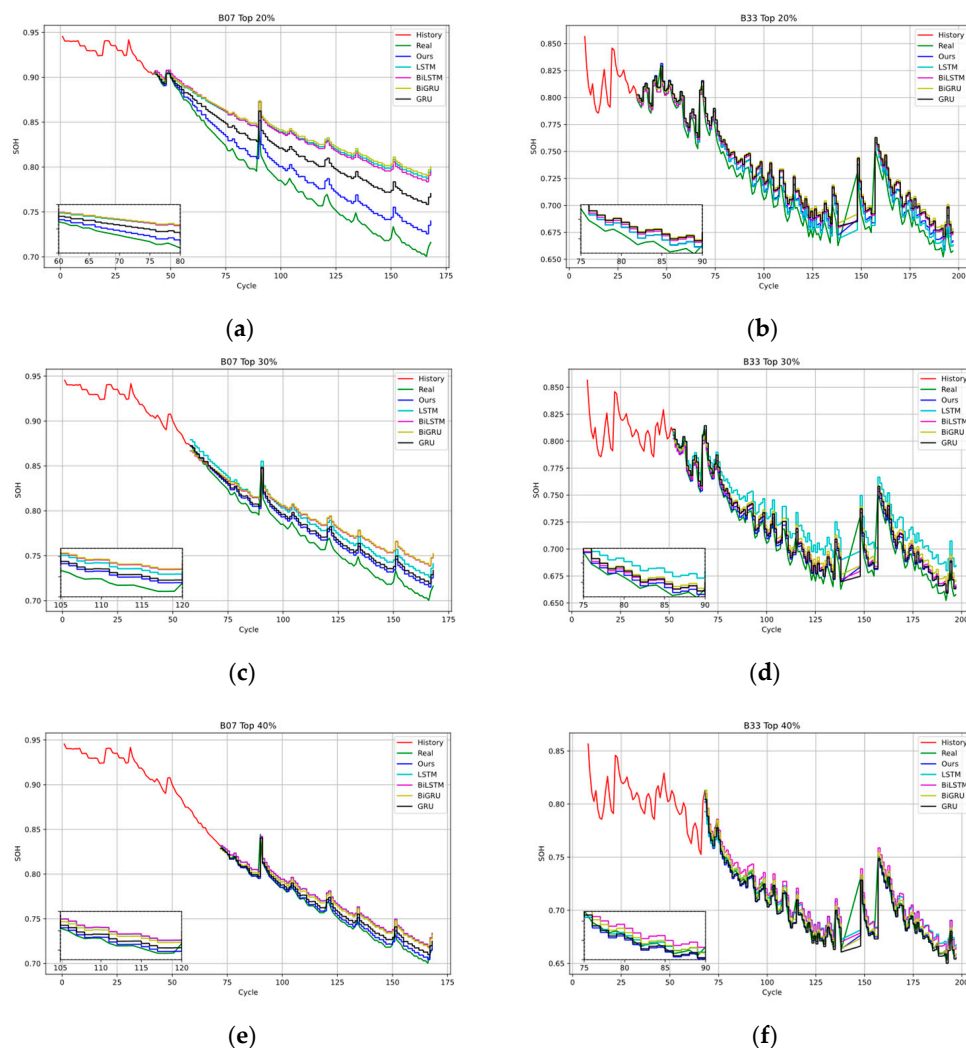 B07 Top 20%
0.95
0.90
0.85
0.80
0.75
0.70
SOH
History
Real
Ours
LSTM
BiLSTM
BiGRU
GRU
60 65 70 75 80
0 25 50 75 100 125 150 175
Cycle
(a)
B33 Top 20%
0.850
0.825
0.800
0.775
0.750
0.725
0.700
0.675
0.650
SOH
History
Real
Ours
LSTM
BiLSTM
BiGRU
GRU
75 80 85 90
0 25 50 75 100 125 150 175 200
Cycle
(b)
B07 Top 30%
0.95
0.90
0.85
0.80
0.75
0.70
SOH
History
Real
Ours
LSTM
BiLSTM
BiGRU
GRU
105 110 115 120
0 25 50 75 100 125 150 175
Cycle
(c)
B33 Top 30%
0.850
0.825
0.800
0.775
0.750
0.725
0.700
0.675
0.650
SOH
History
Real
Ours
LSTM
BiLSTM
BiGRU
GRU
75 80 85 90
0 25 50 75 100 125 150 175 200
Cycle
(d)
B07 Top 40%
0.95
0.90
0.85
0.80
0.75
0.70
SOH
History
Real
Ours
LSTM
BiLSTM
BiGRU
GRU
105 110 115 120
0 25 50 75 100 125 150 175
Cycle
(e)
B33 Top 40%
0.85
0.80
0.75
0.70
0.65
SOH
History
Real
Ours
LSTM
BiLSTM
BiGRU
GRU
75 80 85 90
0 25 50 75 100 125 150 175 200
Cycle
(f)